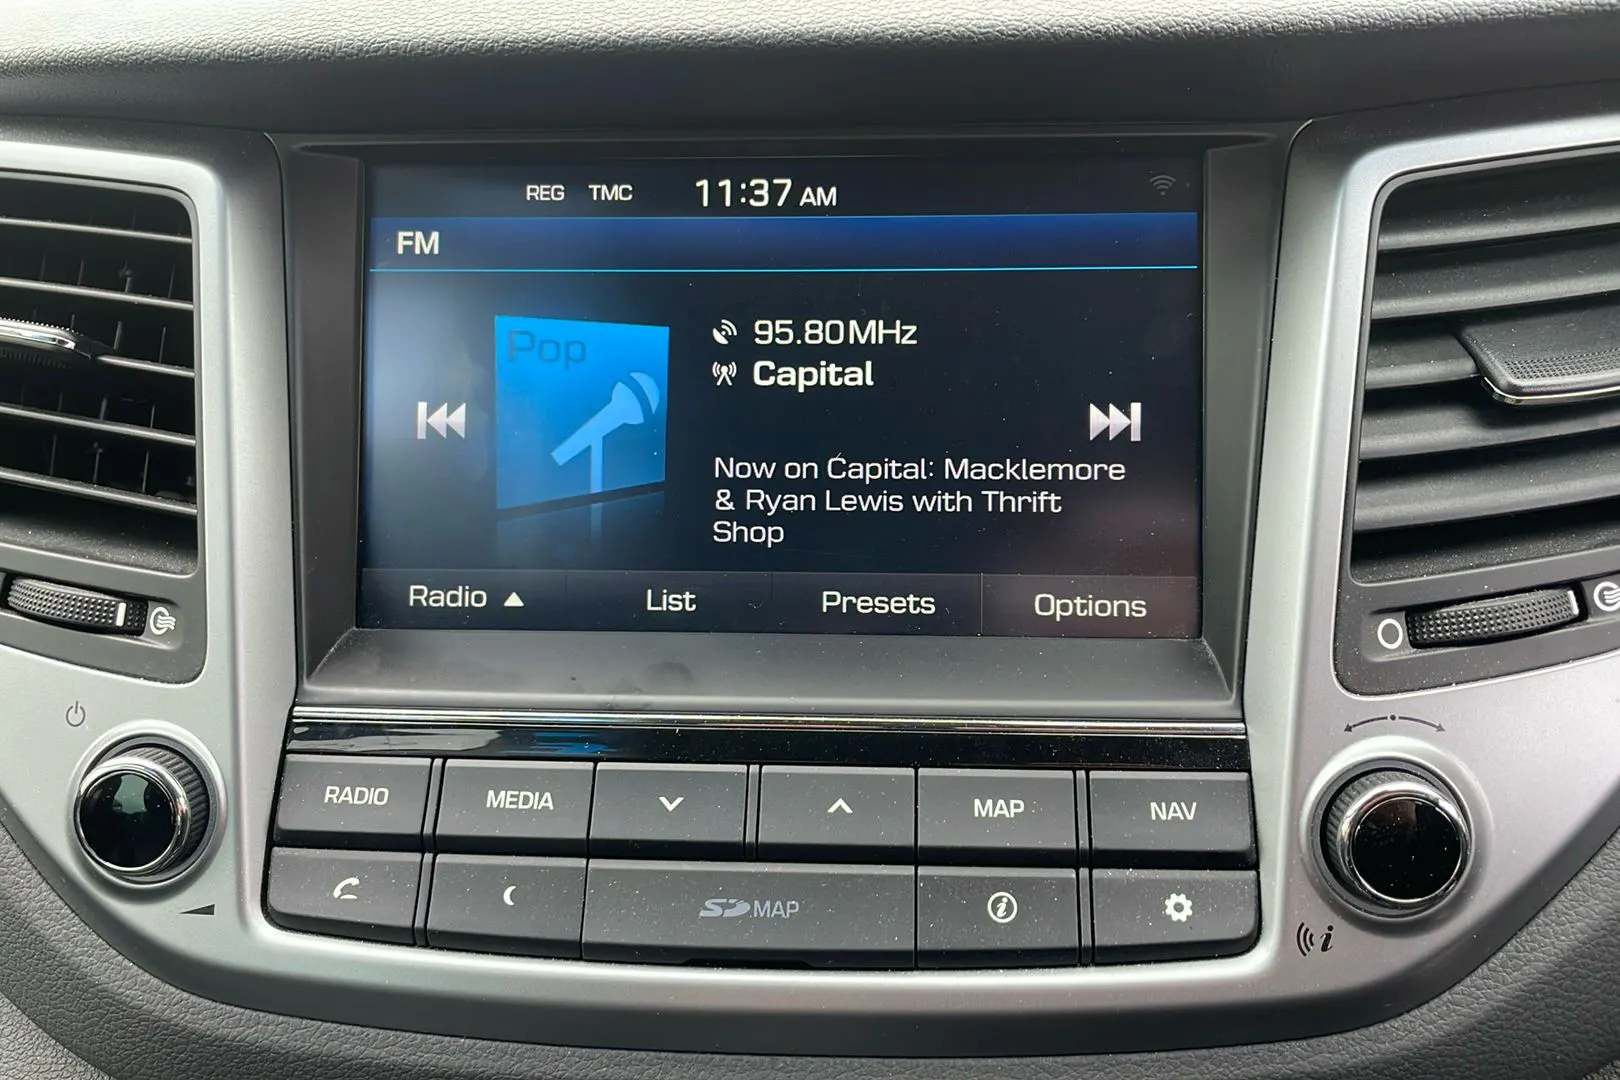 REG TMC 11:37 AM
FM
Pop
95.80MHz
Capital
Now on Capital: Macklemore
& Ryan Lewis with Thrift
Shop
Radio List Presets Options
RADIO MEDIA MAP NAV
SD MAP i
i